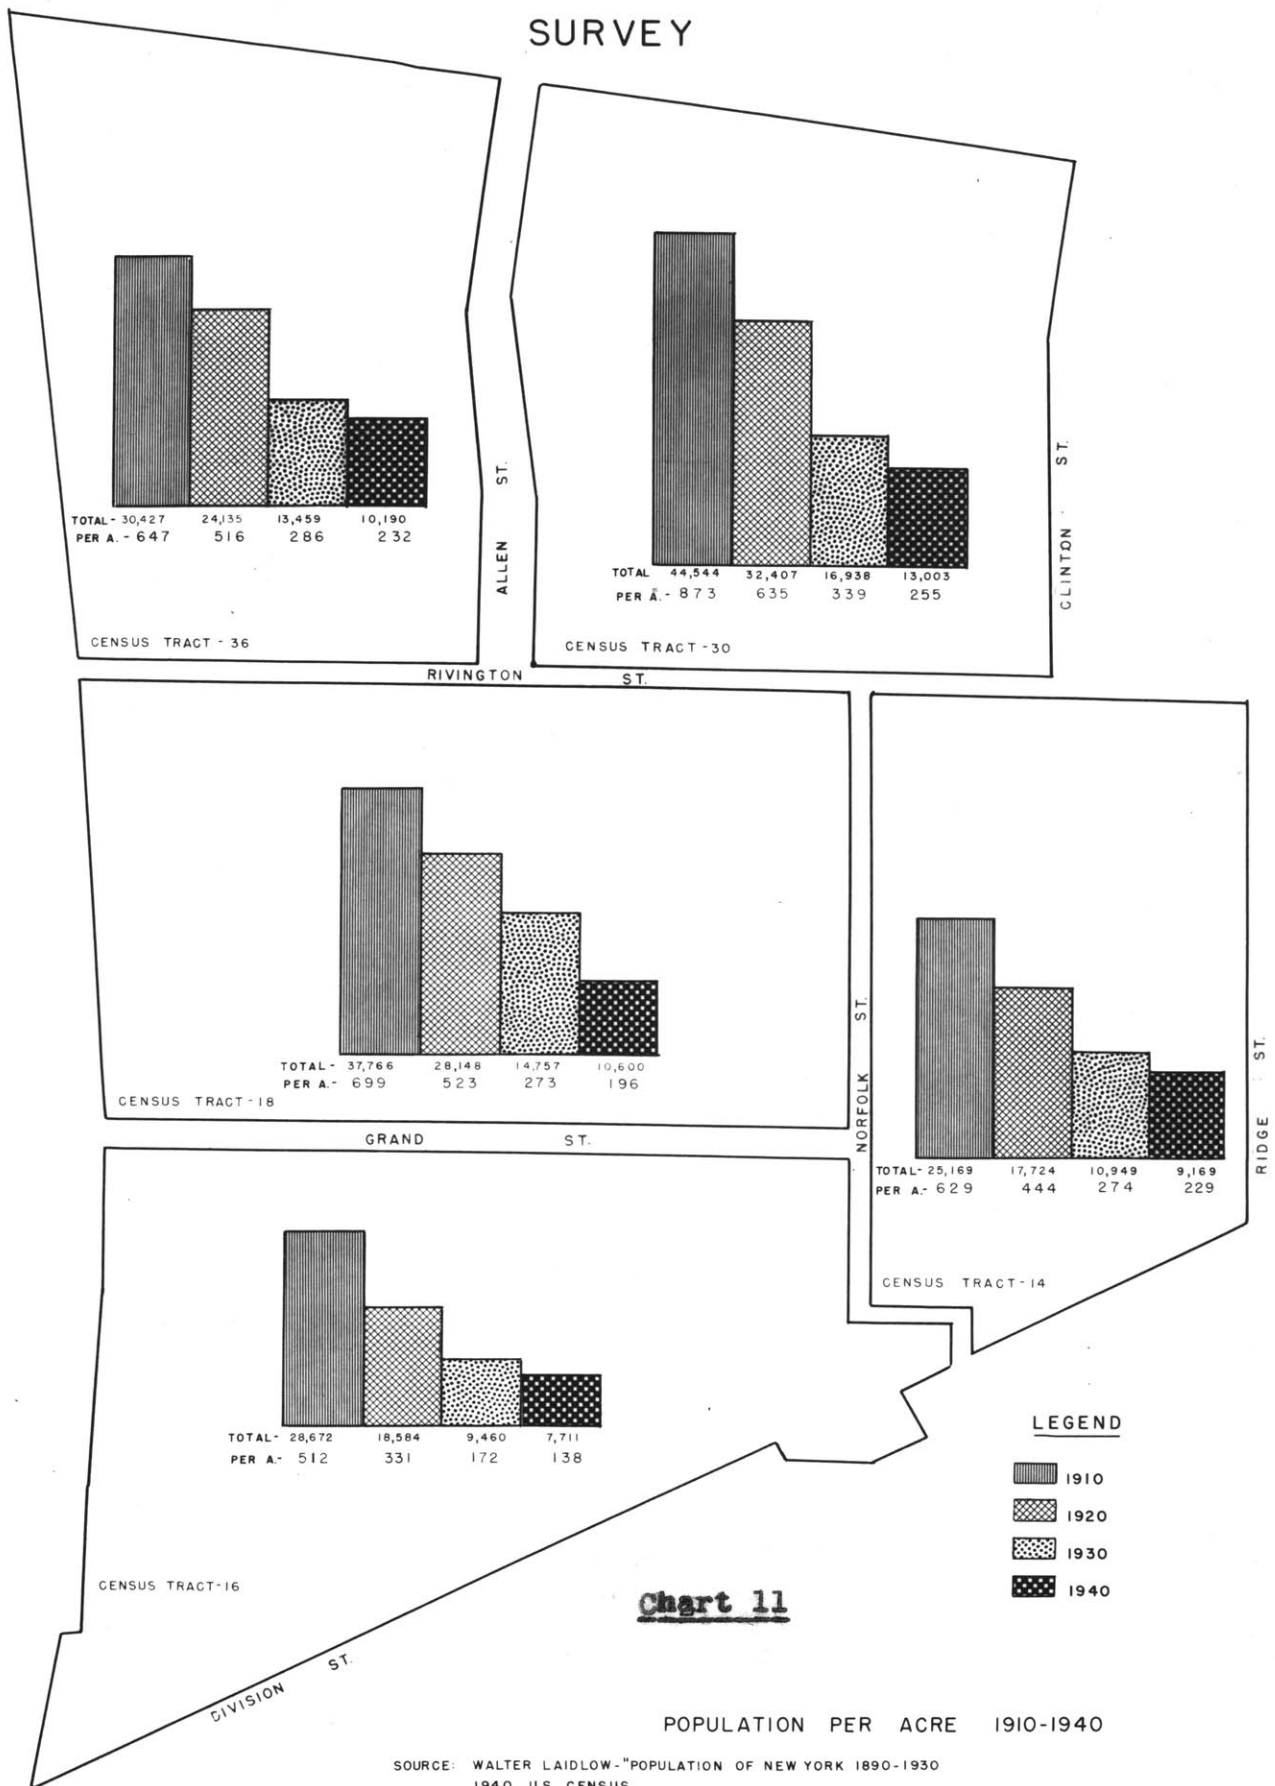 SURVEY
TOTAL- 30,427 24,135 13,459 10,190
PER A.- 647 516 286 232
CENSUS TRACT - 36
ALLEN ST.
TOTAL 44,544 32,407 16,938 13,003
PER A.- 873 635 339 255
CENSUS TRACT -30
CLINTON ST.
RIVINGTON ST.
TOTAL- 37,766 28,148 14,757 10,600
PER A.- 699 523 273 196
CENSUS TRACT-18
NORFOLK ST.
TOTAL- 25,169 17,724 10,949 9,169
PER A.- 629 444 274 229
CENSUS TRACT-14
RIDGE ST.
GRAND ST.
TOTAL- 28,672 18,584 9,460 7,711
PER A.- 512 331 172 138
CENSUS TRACT-16
DIVISION ST.
LEGEND
1910
1920
1930
1940
Chart 11
POPULATION PER ACRE 1910-1940
SOURCE: WALTER LAIDLOW-"POPULATION OF NEW YORK 1890-1930
1940 U.S. CENSUS